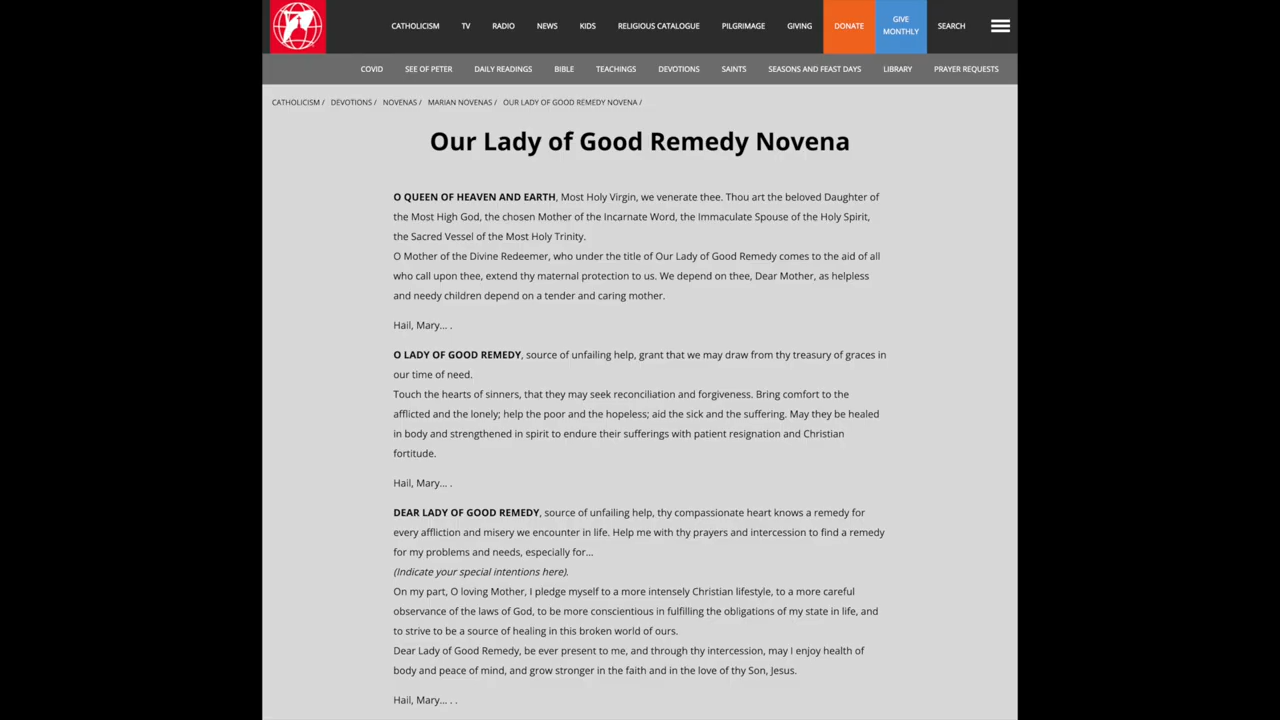 CATHOLICISM TV RADIO NEWS KIDS RELIGIOUS CATALOGUE PILGRIMAGE GIVING DONATE GIVE MONTHLY SEARCH
COVID SEE OF PETER DAILY READINGS BIBLE TEACHINGS DEVOTIONS SAINTS SEASONS AND FEAST DAYS LIBRARY PRAYER REQUESTS
CATHOLICISM / DEVOTIONS / NOVENAS / MARIAN NOVENAS / OUR LADY OF GOOD REMEDY NOVENA /
Our Lady of Good Remedy Novena
O QUEEN OF HEAVEN AND EARTH, Most Holy Virgin, we venerate thee. Thou art the beloved Daughter of
the Most High God, the chosen Mother of the Incarnate Word, the Immaculate Spouse of the Holy Spirit,
the Sacred Vessel of the Most Holy Trinity.
O Mother of the Divine Redeemer, who under the title of Our Lady of Good Remedy comes to the aid of all
who call upon thee, extend thy maternal protection to us. We depend on thee, Dear Mother, as helpless
and needy children depend on a tender and caring mother.
Hail, Mary... .
O LADY OF GOOD REMEDY, source of unfailing help, grant that we may draw from thy treasury of graces in
our time of need.
Touch the hearts of sinners, that they may seek reconciliation and forgiveness. Bring comfort to the
afflicted and the lonely; help the poor and the hopeless; aid the sick and the suffering. May they be healed
in body and strengthened in spirit to endure their sufferings with patient resignation and Christian
fortitude.
Hail, Mary... .
DEAR LADY OF GOOD REMEDY, source of unfailing help, thy compassionate heart knows a remedy for
every affliction and misery we encounter in life. Help me with thy prayers and intercession to find a remedy
for my problems and needs, especially for...
(Indicate your special intentions here).
On my part, O loving Mother, I pledge myself to a more intensely Christian lifestyle, to a more careful
observance of the laws of God, to be more conscientious in fulfilling the obligations of my state in life, and
to strive to be a source of healing in this broken world of ours.
Dear Lady of Good Remedy, be ever present to me, and through thy intercession, may I enjoy health of
body and peace of mind, and grow stronger in the faith and in the love of thy Son, Jesus.
Hail, Mary... . .